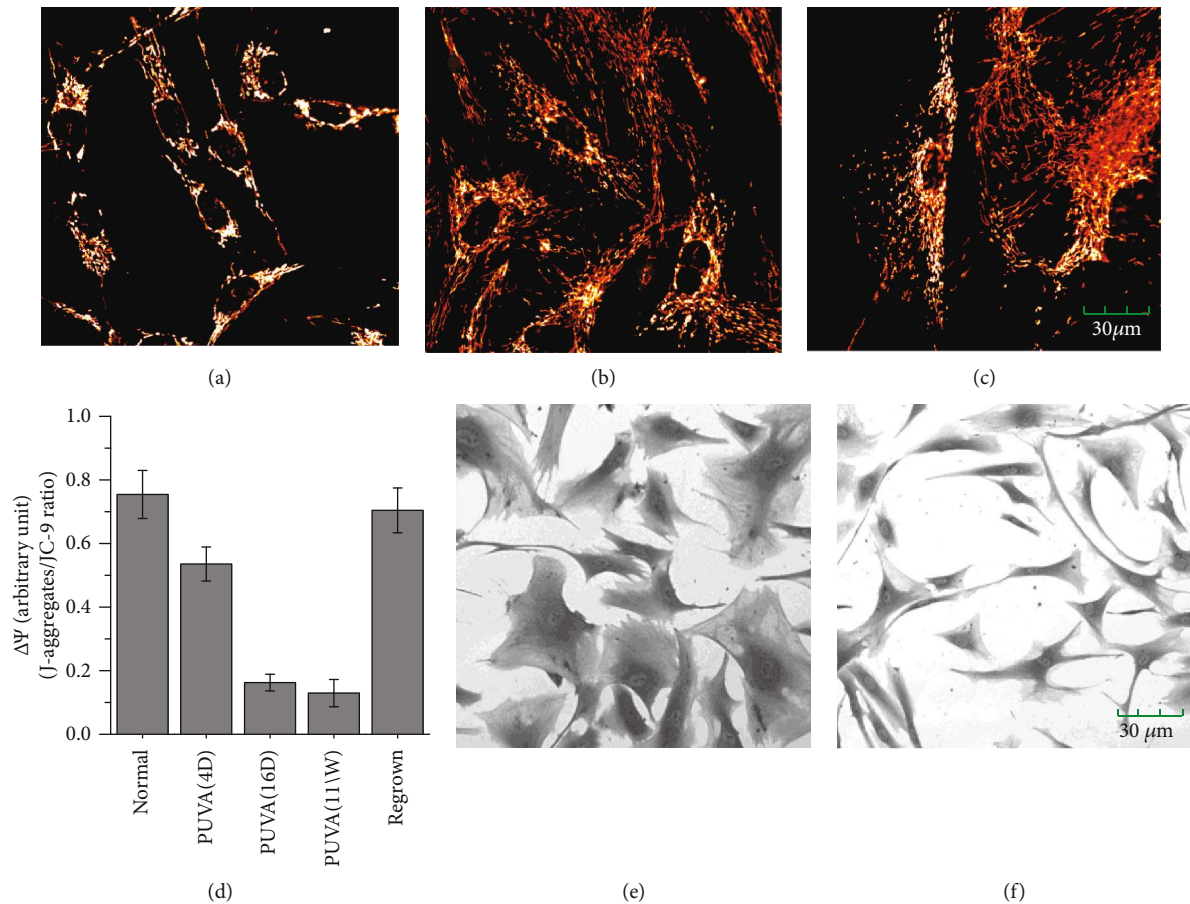 30µm
(a)
(b)
(c)
ΔΨ (arbitrary unit)
(J-aggregates/JC-9 ratio)
1.0
0.8
0.6
0.4
0.2
0.0
Normal
PUVA(4D)
PUVA(16D)
PUVA(11\W)
Regrown
30 µm
(d)
(e)
(f)